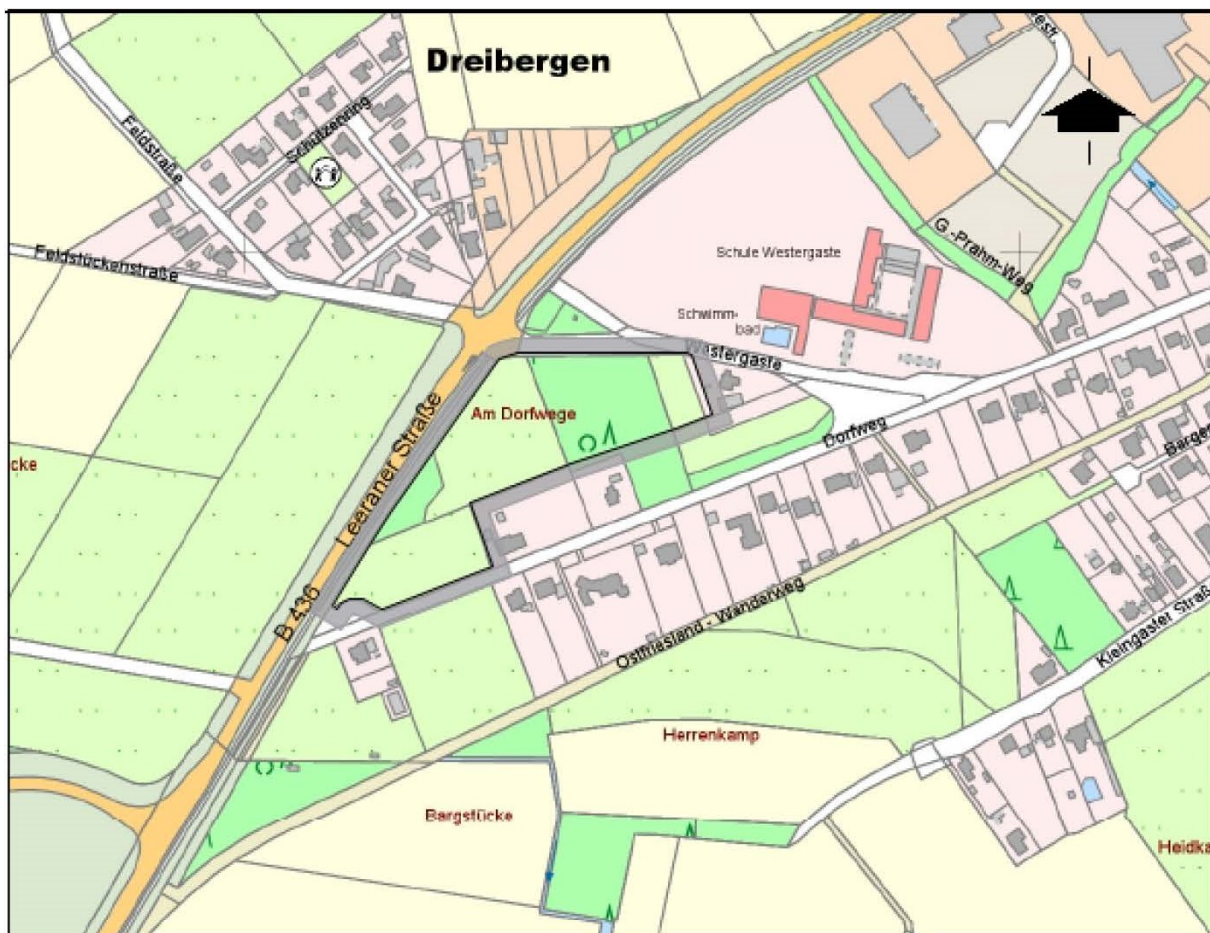 Dreibergen
Schützenring
Feldstraße
Feldstückenstraße
G.-Prahm-Weg
Schule Westergaste
Schwimm-
bad
Westergaste
Am Dorfwege
Leeraner Straße
Dorfweg
B 436
cke
Ostfriesland - Wanderweg
Kleingaster Straß
Herrenkamp
Bargstücke
Heidka